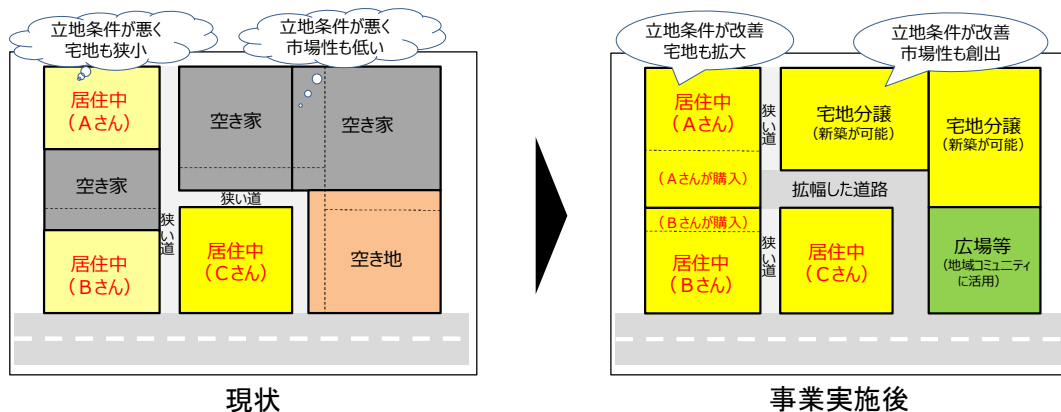 立地条件が悪く
宅地も狭小
立地条件が悪く
市場性も低い
居住中
(Aさん)
空き家
空き家
空き家
狭い道
狭い道
居住中
(Bさん)
居住中
(Cさん)
空き地
現状
立地条件が改善
宅地も拡大
立地条件が改善
市場性も創出
居住中
(Aさん)
狭い道
宅地分譲
(新築が可能)
宅地分譲
(新築が可能)
(Aさんが購入)
拡幅した道路
(Bさんが購入)
狭い道
居住中
(Bさん)
居住中
(Cさん)
広場等
(地域コミュニティ
に活用)
事業実施後